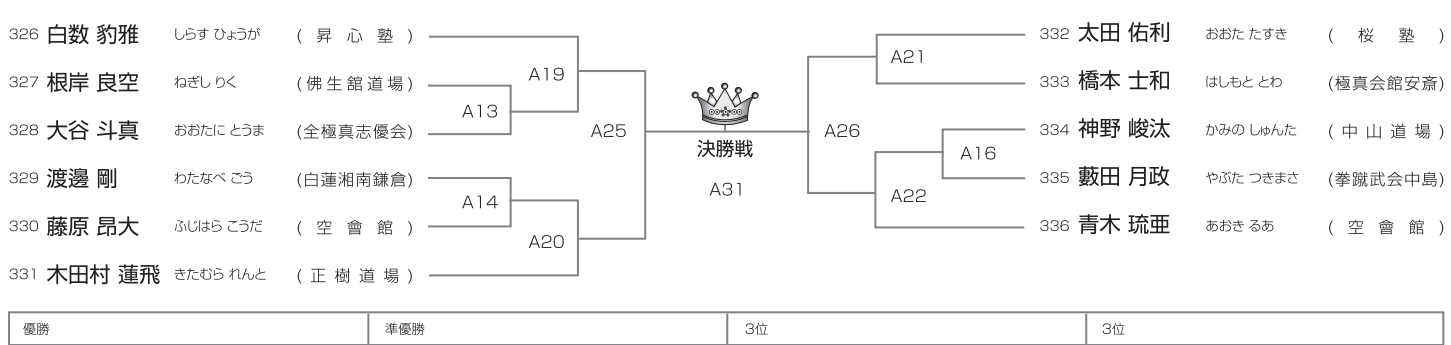 326 白数 豹雅 しらす ひょうが (昇心塾)
327 根岸 良空 ねぎし りく (佛生舘道場)
328 大谷 斗真 おおたに とうま (全極真志優会)
329 渡邊 剛 わたなべ ごう (白蓮湘南鎌倉)
330 藤原 昂大 ふじはら こうだ (空會館)
331 木田村 蓮飛 きたむら れんと (正樹道場)
A19
A13
A25
A14
A20
決勝戦
A31
A21
A26
A16
A22
332 太田 佑利 おおた たすき (桜塾)
333 橋本 士和 はしもと とわ (極真会館安斎)
334 神野 峻汰 かみの しゅんた (中山道場)
335 藪田 月政 やぶた つきまさ (拳蹴武会中島)
336 青木 琉亜 あおき るあ (空會館)
優勝 準優勝 3位 3位